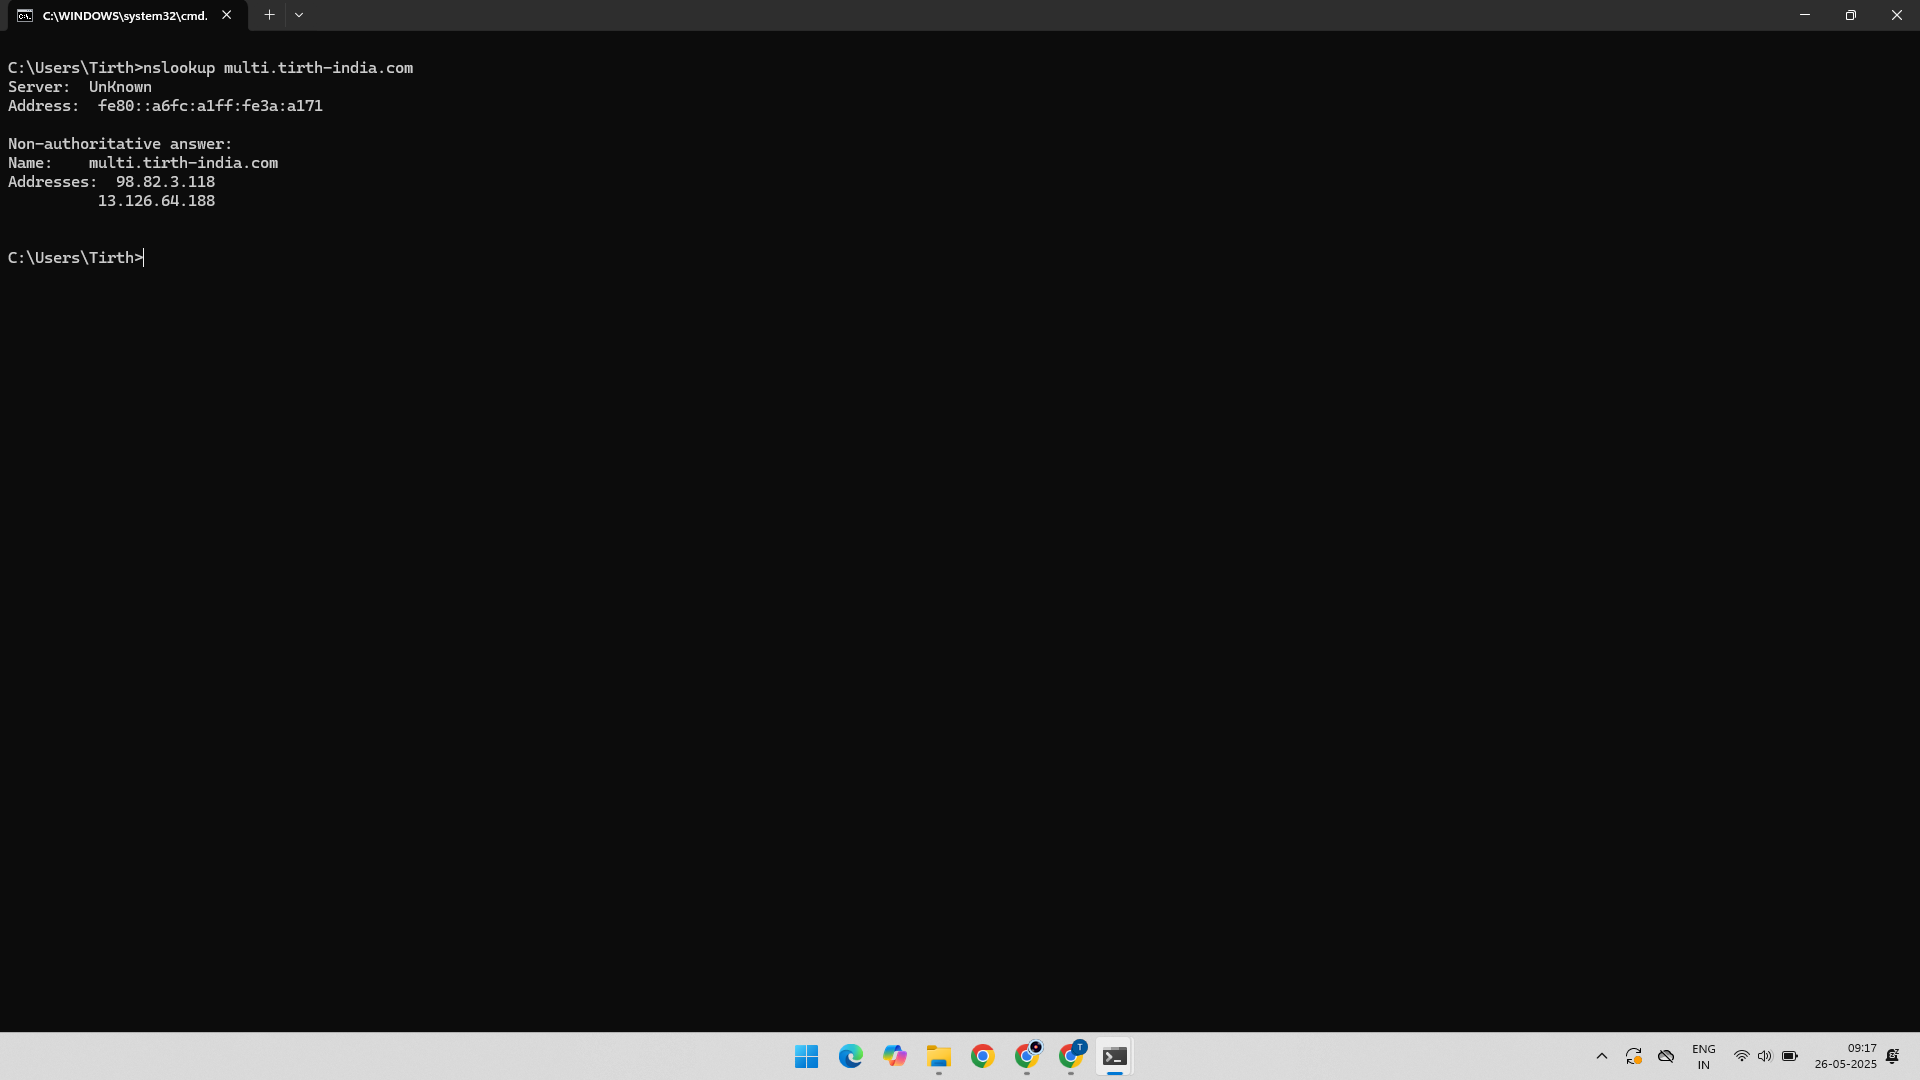 C:\WINDOWS\system32\cmd.
C:\Users\Tirth>nslookup multi.tirth-india.com
Server:  UnKnown
Address:  fe80::a6fc:a1ff:fe3a:a171
Non-authoritative answer:
Name:    multi.tirth-india.com
Addresses:  98.82.3.118
13.126.64.188
C:\Users\Tirth>
T
ENG
IN
09:17
26-05-2025